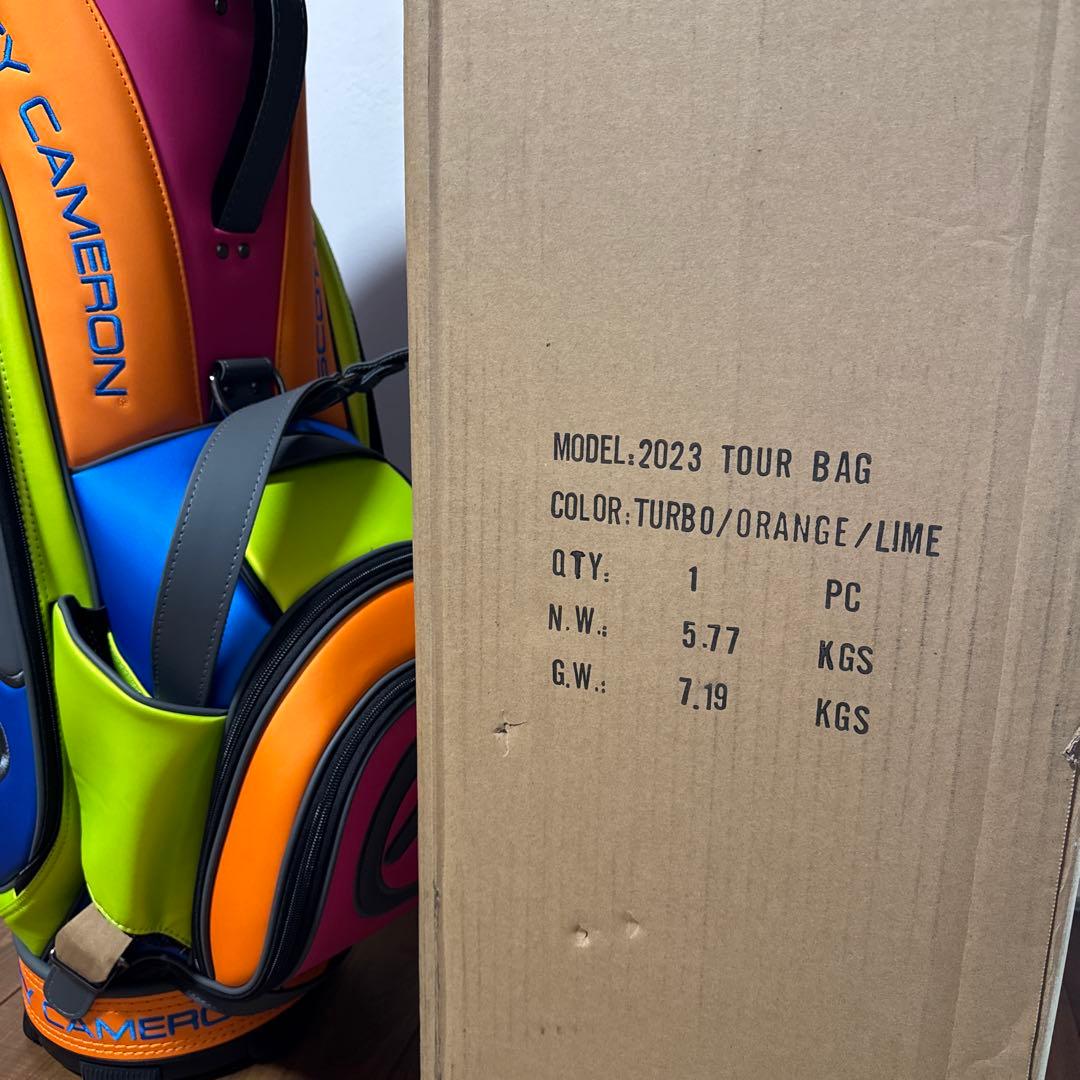 CAMERON
MODEL:2023 TOUR BAG
COLOR:TURBO/ORANGE/LIME
QTY: 1 PC
N.W.: 5.77 KGS
G.W.: 7.19 KGS
CAMERON